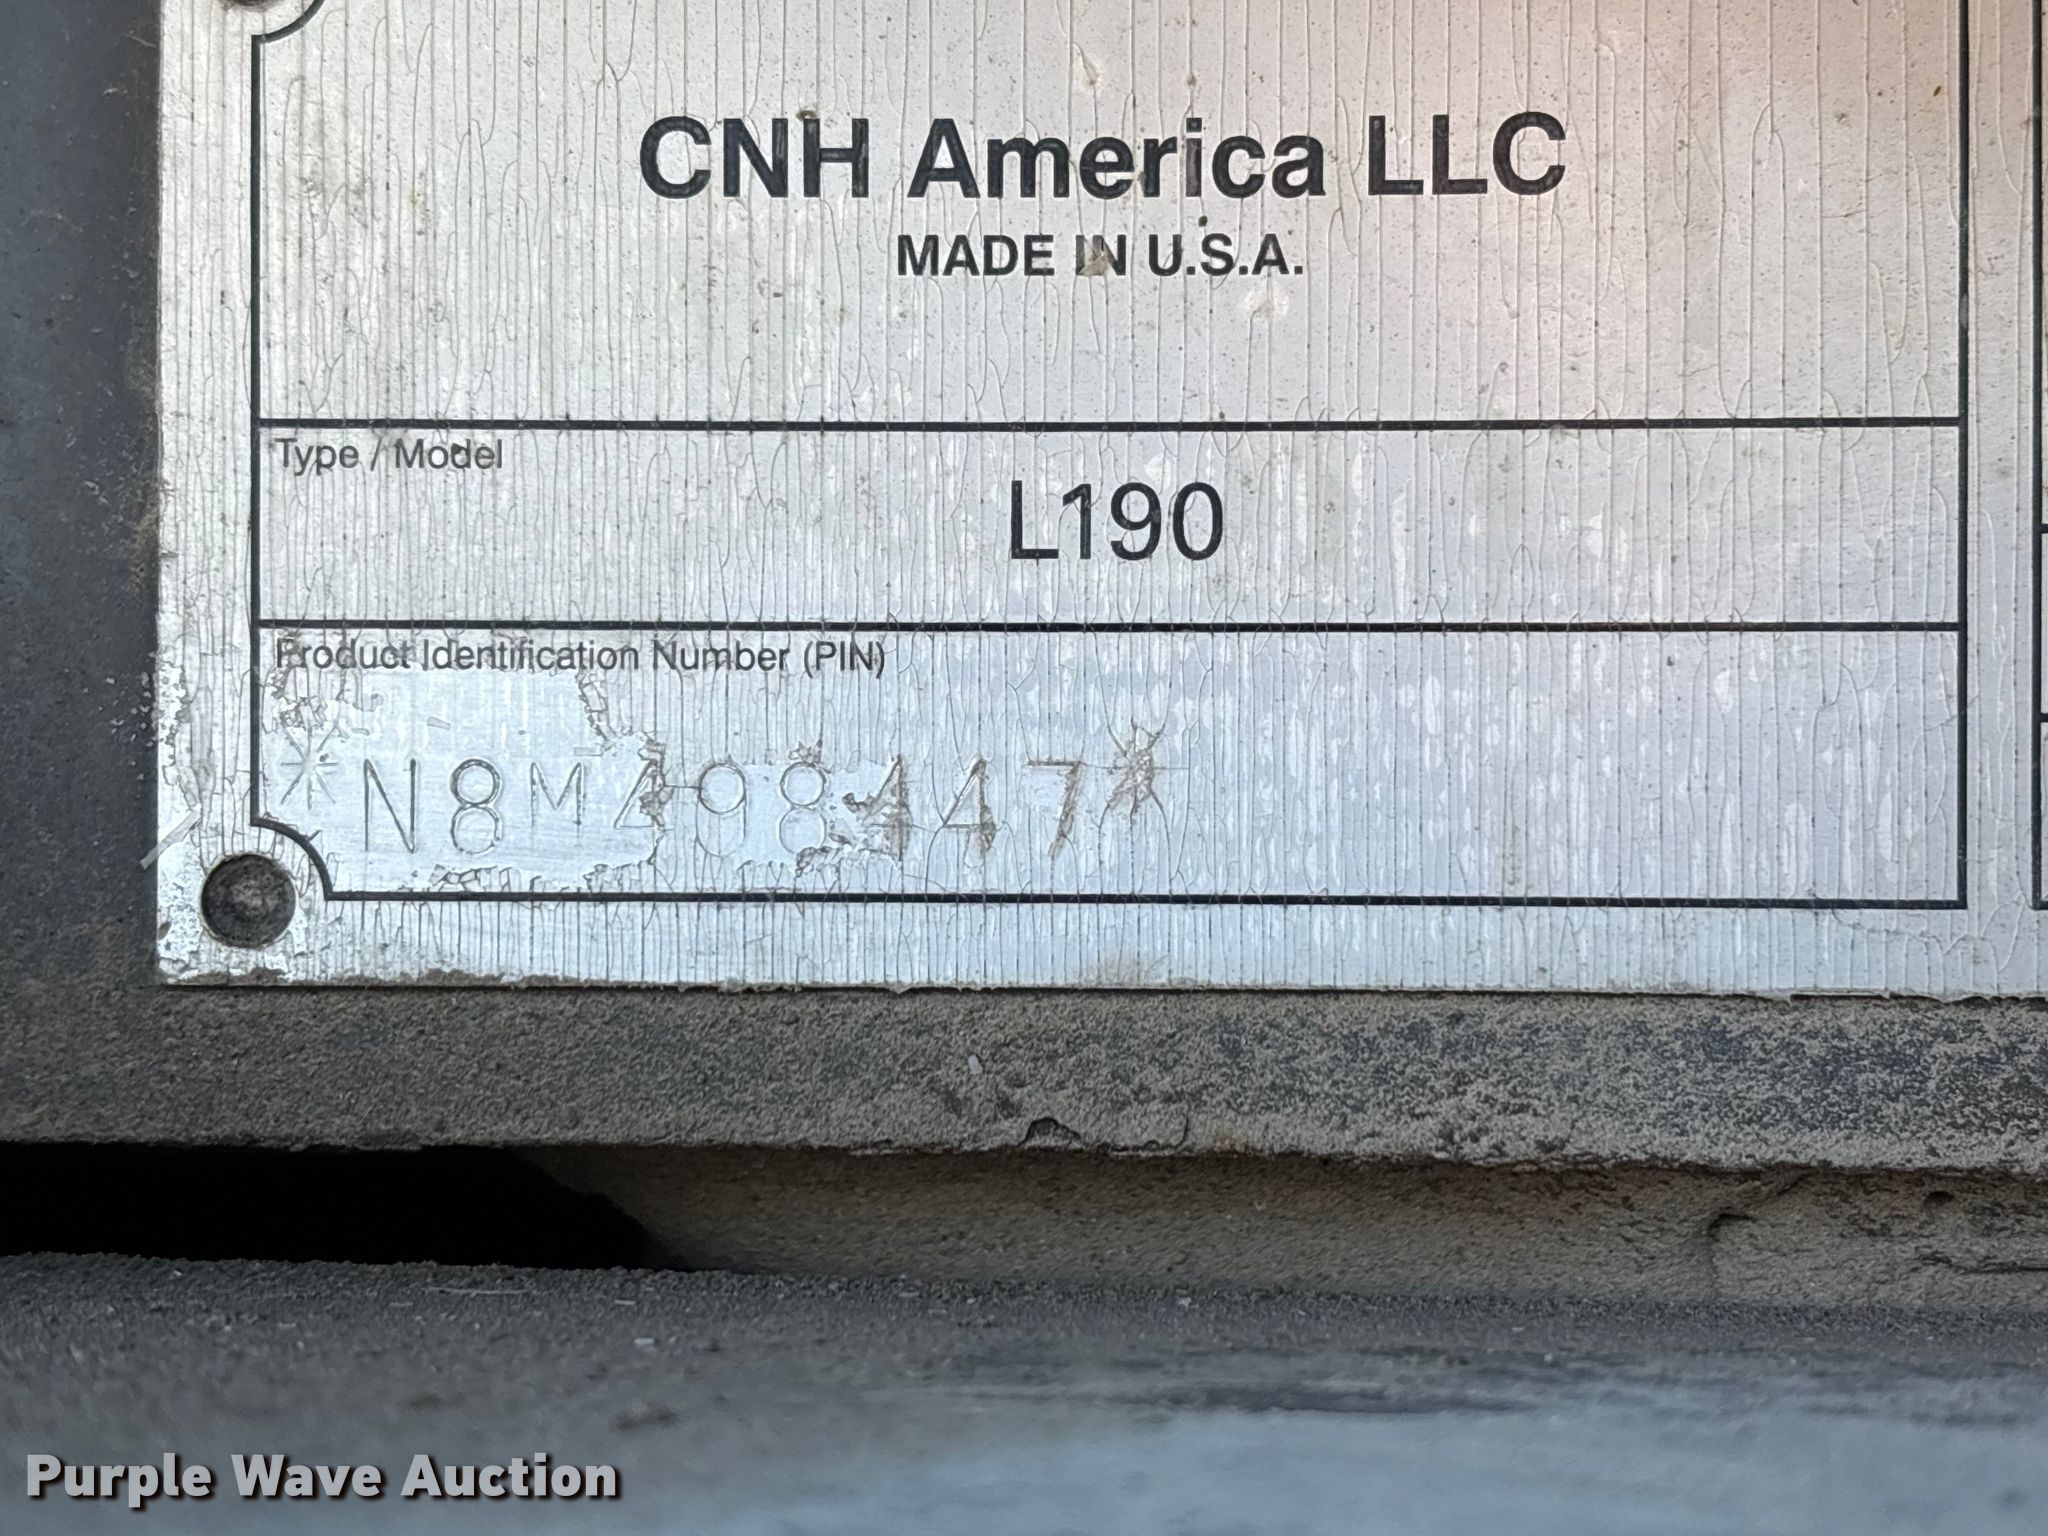 CNH America LLC
MADE IN U.S.A.
Type / Model
L190
Product Identification Number (PIN)
*N8M498447*
Purple Wave Auction